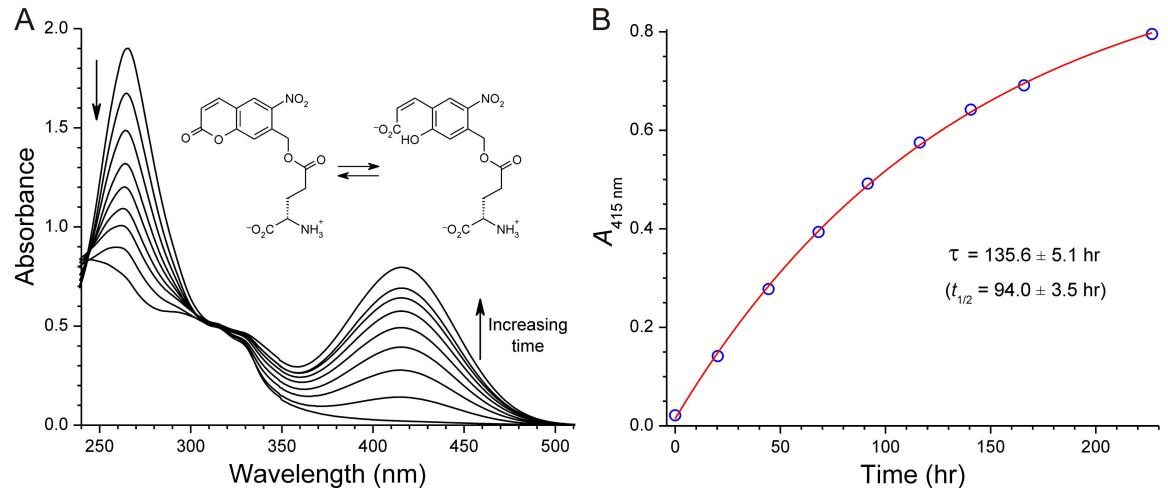 A
Absorbance
2.0
1.5
1.0
0.5
0.0
250
300
350
400
450
500
Wavelength (nm)
Increasing
time
O
O
NO₂
O
O
⁻O₂C
NH₃⁺
⁻O₂C
HO
NO₂
O
O
⁻O₂C
NH₃⁺
B
A₄₁₅ ₙₘ
0.8
0.6
0.4
0.2
0.0
0
50
100
150
200
Time (hr)
τ = 135.6 ± 5.1 hr
(t₁/₂ = 94.0 ± 3.5 hr)